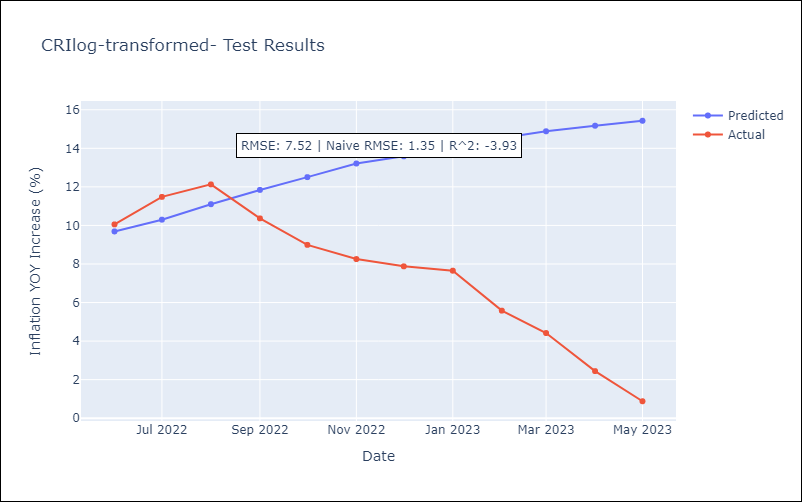 CRIlog-transformed- Test Results
RMSE: 7.52 | Naive RMSE: 1.35 | R^2: -3.93
Predicted
Actual
Inflation YOY Increase (%)
16
14
12
10
8
6
4
2
0
Jul 2022 Sep 2022 Nov 2022 Jan 2023 Mar 2023 May 2023
Date